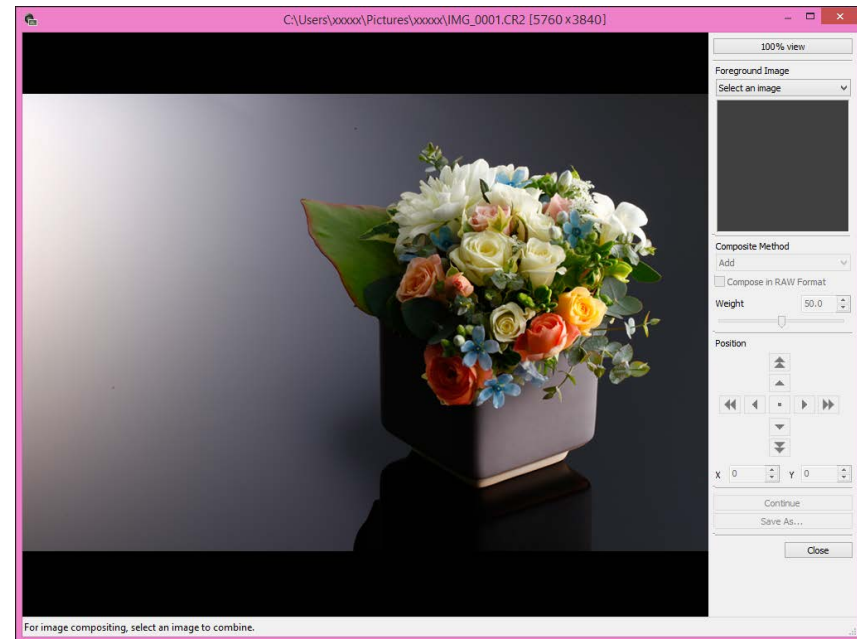 C:\Users\xxxxx\Pictures\xxxxx\IMG_0001.CR2 [5760×3840]
100% view
Foreground Image
Select an image
Composite Method
Add
Compose in RAW Format
Weight 50.0
Position
X 0 Y 0
Continue
Save As...
Close
For image compositing, select an image to combine.